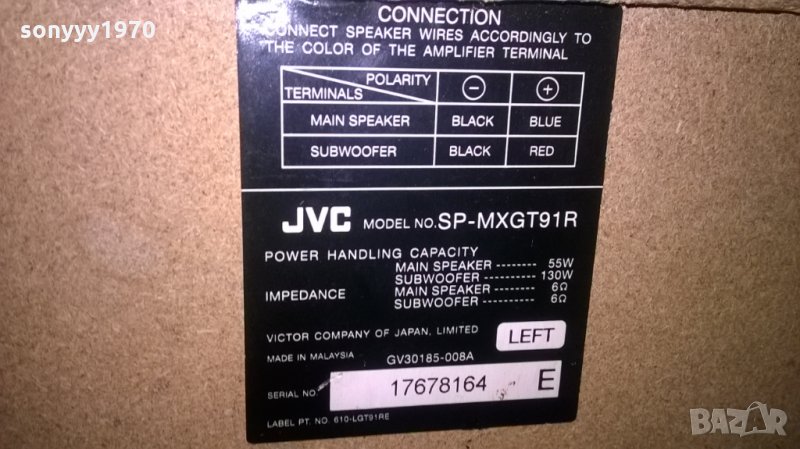 sonyyy1970
CONNECTION
CONNECT SPEAKER WIRES ACCORDINGLY TO
THE COLOR OF THE AMPLIFIER TERMINAL
POLARITY
TERMINALS
− +
MAIN SPEAKER BLACK BLUE
SUBWOOFER BLACK RED
JVC MODEL NO. SP-MXGT91R
POWER HANDLING CAPACITY
MAIN SPEAKER -------- 55W
SUBWOOFER -------- 130W
IMPEDANCE MAIN SPEAKER -------- 6Ω
SUBWOOFER -------- 6Ω
VICTOR COMPANY OF JAPAN, LIMITED LEFT
MADE IN MALAYSIA GV30185-008A
SERIAL NO. 17678164 E
LABEL PT. NO. 610-LGT91RE
BAZAR